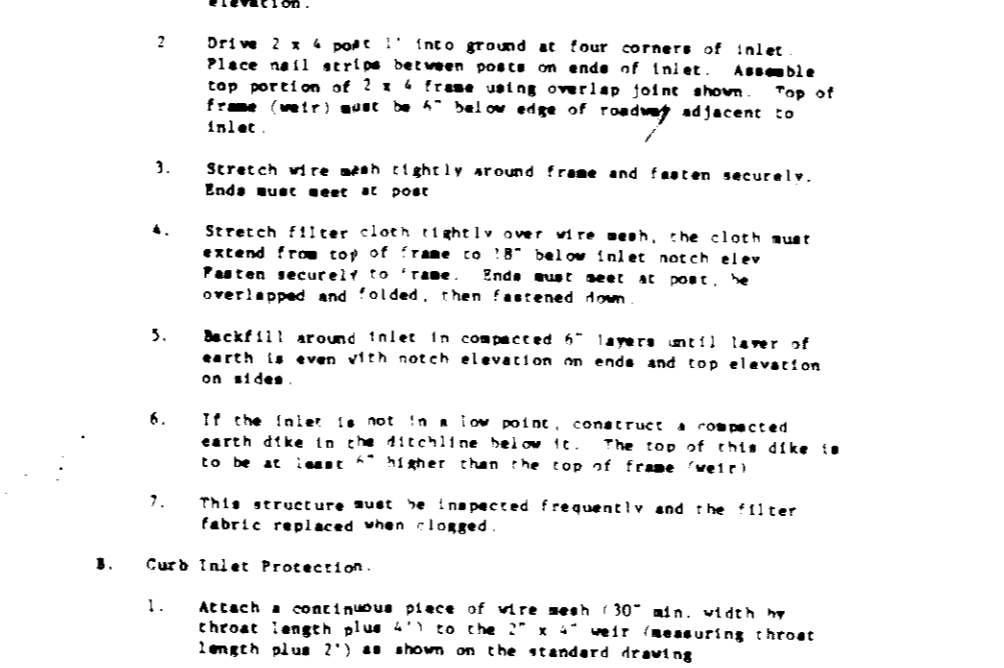 elevation.
2 Drive 2 x 4 post 1' into ground at four corners of inlet.
Place nail strips between posts on ends of inlet. Assemble
top portion of 2 x 4 frame using overlap joint shown. Top of
frame (weir) must be 6" below edge of roadway adjacent to
inlet.
3. Stretch wire mesh tightly around frame and fasten securely.
Ends must meet at post
4. Stretch filter cloth tightly over wire mesh, the cloth must
extend from top of frame to 18" below inlet notch elev
Fasten securely to frame. Ends must meet at post, be
overlapped and folded, then fastened down.
5. Backfill around inlet in compacted 6" layers until layer of
earth is even with notch elevation on ends and top elevation
on sides.
6. If the inlet is not in a low point, construct a compacted
earth dike in the ditchline below it. The top of this dike is
to be at least 6" higher than the top of frame (weir)
7. This structure must be inspected frequently and the filter
fabric replaced when clogged.
B. Curb Inlet Protection.
1. Attach a continuous piece of wire mesh (30" min. width by
throat length plus 4') to the 2" x 4" weir (measuring throat
length plus 2') as shown on the standard drawing